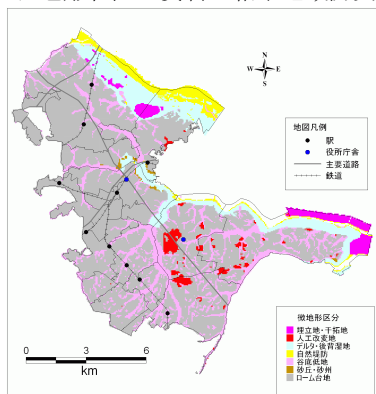 N
W E
S
地図凡例
駅
役所庁舎
主要道路
鉄道
微地形区分
埋立地・干拓地
人工改変地
デルタ・後背湿地
自然堤防
谷底低地
砂丘・砂州
ローム台地
0 3 6
km